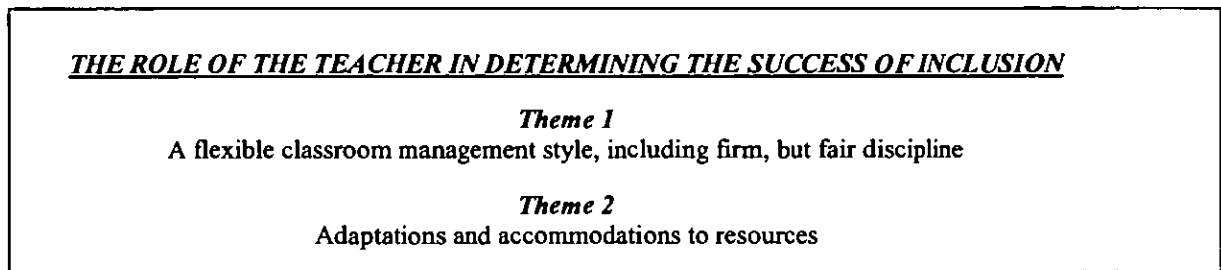 THE ROLE OF THE TEACHER IN DETERMINING THE SUCCESS OF INCLUSION
Theme 1
A flexible classroom management style, including firm, but fair discipline
Theme 2
Adaptations and accommodations to resources